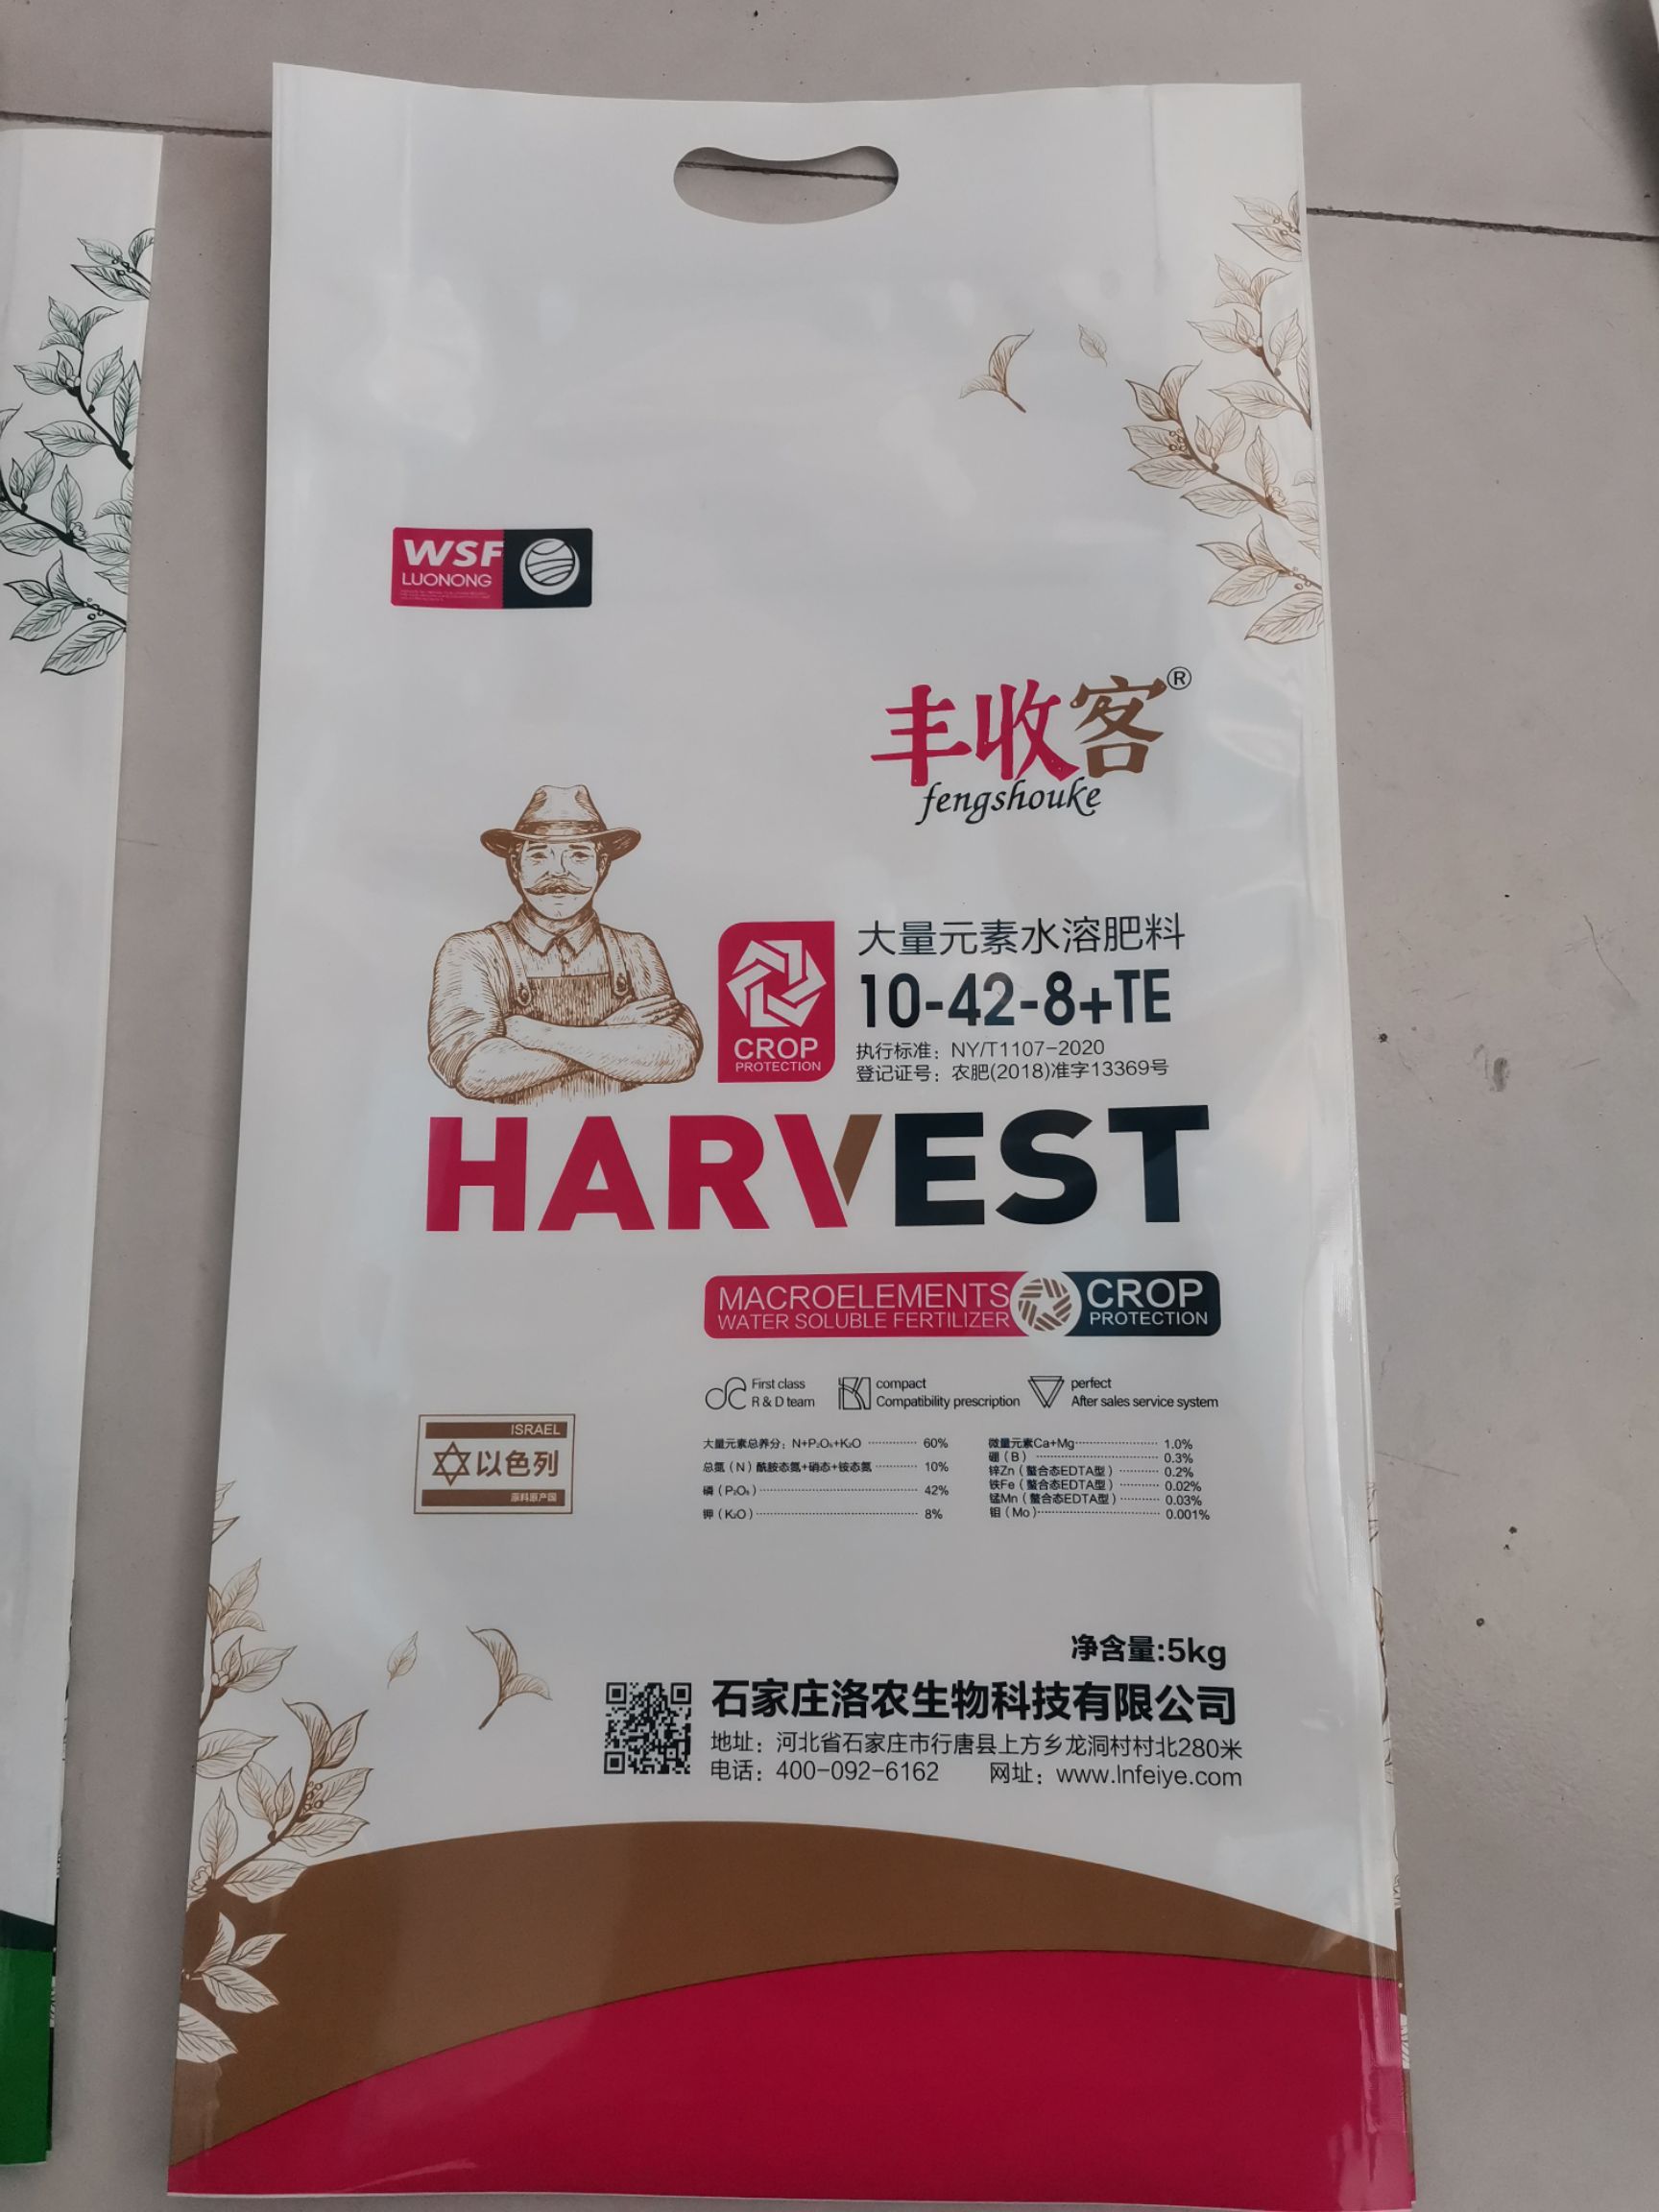 WSF
LUONONG
丰收客®
fengshouke
大量元素水溶肥料
10-42-8+TE
执行标准：NY/T1107-2020
登记证号：农肥(2018)准字13369号
CROP
PROTECTION
HARVEST
MACROELEMENTS
WATER SOLUBLE FERTILIZER
CROP
PROTECTION
First class
R & D team
compact
Compatibility prescription
perfect
After sales service system
ISRAEL
以色列
原料原产国
大量元素总养分：N+P₂O₅+K₂O ············ 60%
总氮（N）酰胺态氮+硝态+铵态氮 ··········· 10%
磷（P₂O₅）······································· 42%
钾（K₂O）······································· 8%
微量元素Ca+Mg····················· 1.0%
硼（B）·································· 0.3%
锌Zn（螯合态EDTA型）·········· 0.2%
铁Fe（螯合态EDTA型）·········· 0.02%
锰Mn（螯合态EDTA型）·········· 0.03%
钼（Mo）······························· 0.001%
净含量:5kg
石家庄洛农生物科技有限公司
地址：河北省石家庄市行唐县上方乡龙洞村村北280米
电话：400-092-6162 网址：www.lnfeiye.com